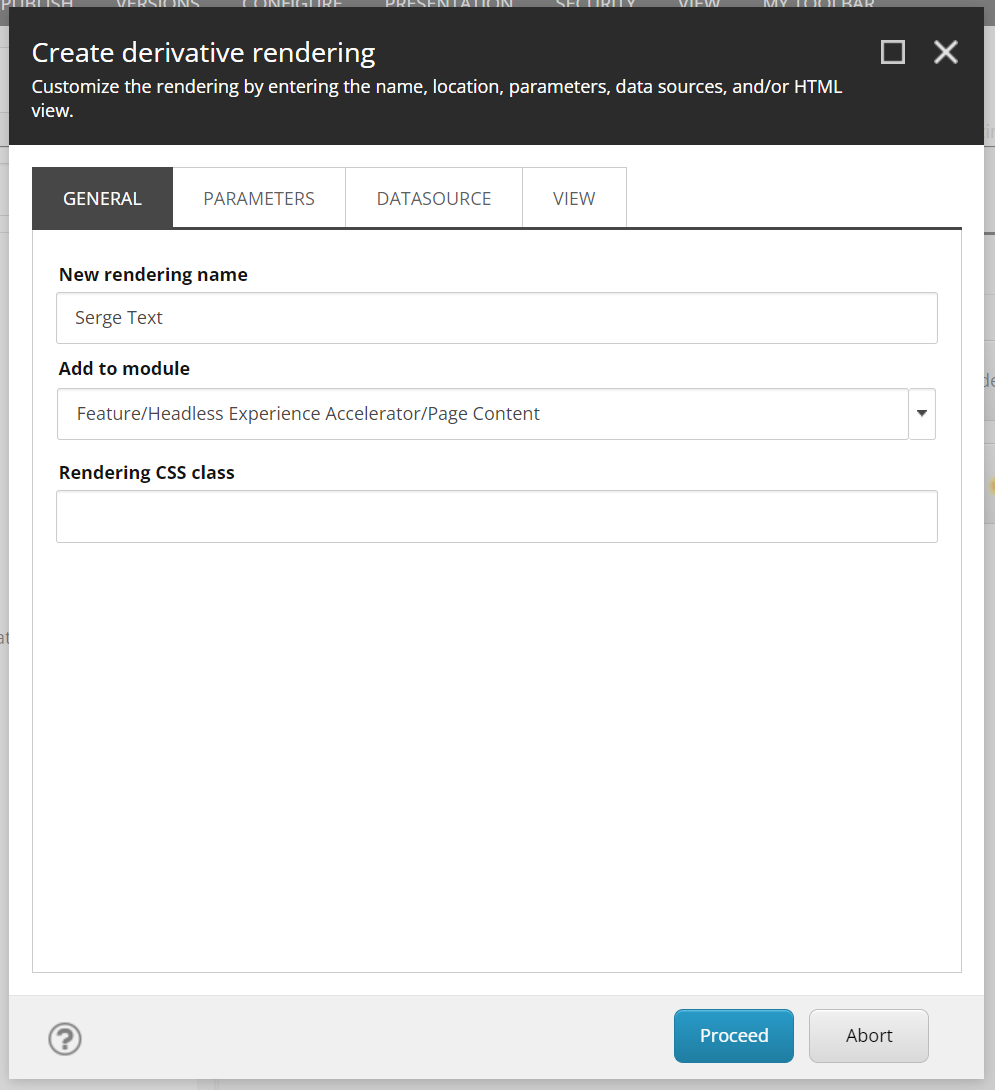 PUBLISH VERSIONS CONFIGURE PRESENTATION SECURITY VIEW MY TOOLBAR
Create derivative rendering
Customize the rendering by entering the name, location, parameters, data sources, and/or HTML
view.
GENERAL PARAMETERS DATASOURCE VIEW
New rendering name
Serge Text
Add to module
Feature/Headless Experience Accelerator/Page Content
Rendering CSS class
?
Proceed Abort